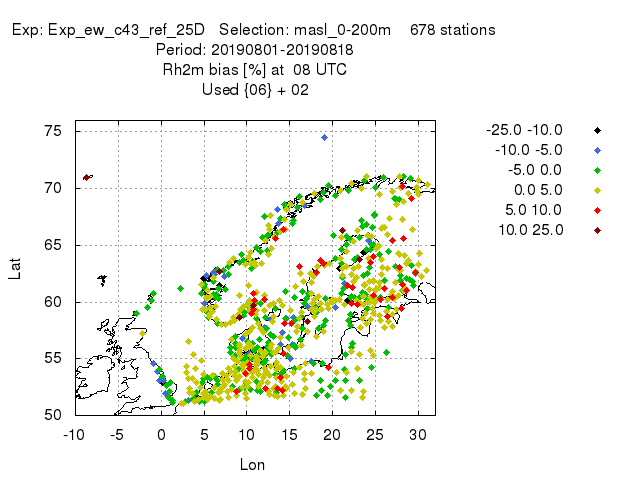 Exp: Exp_ew_c43_ref_25D Selection: masl_0-200m 678 stations
Period: 20190801-20190818
Rh2m bias [%] at 08 UTC
Used {06} + 02
-25.0 -10.0
-10.0 -5.0
-5.0 0.0
0.0 5.0
5.0 10.0
10.0 25.0
75
70
65
60
55
50
Lat
-10 -5 0 5 10 15 20 25 30
Lon